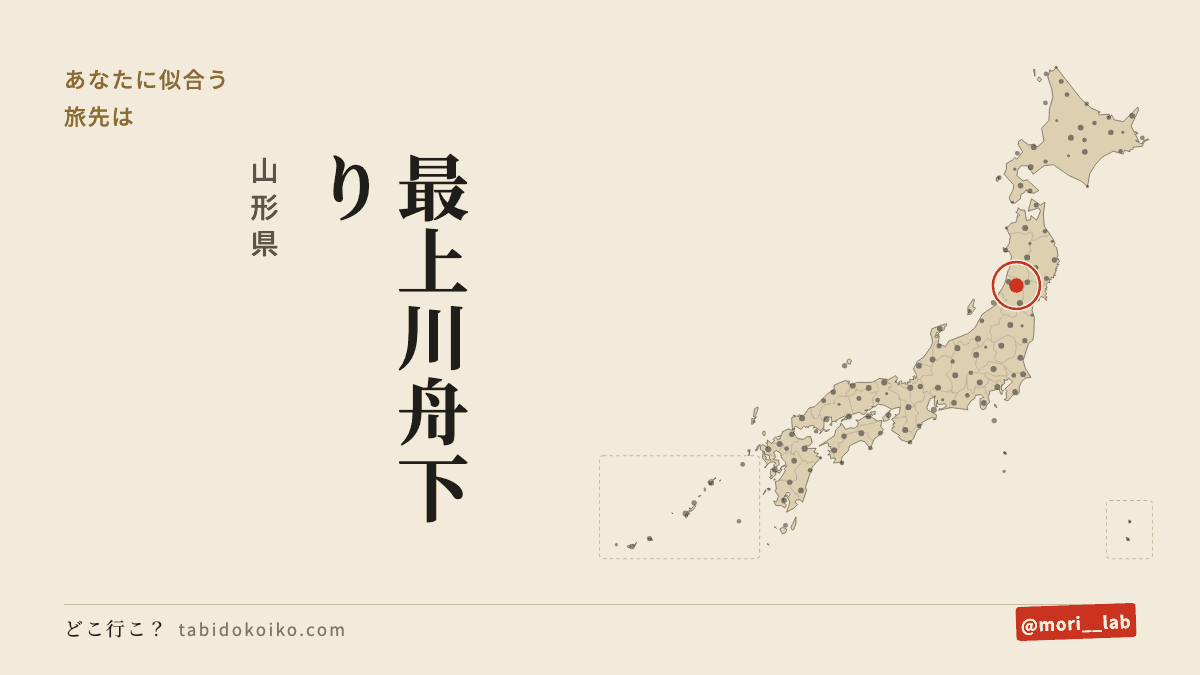 あなたに似合う
旅先は
最上川舟下
り
山形県
どこ行こ？ tabidokoiko.com
@mori__lab